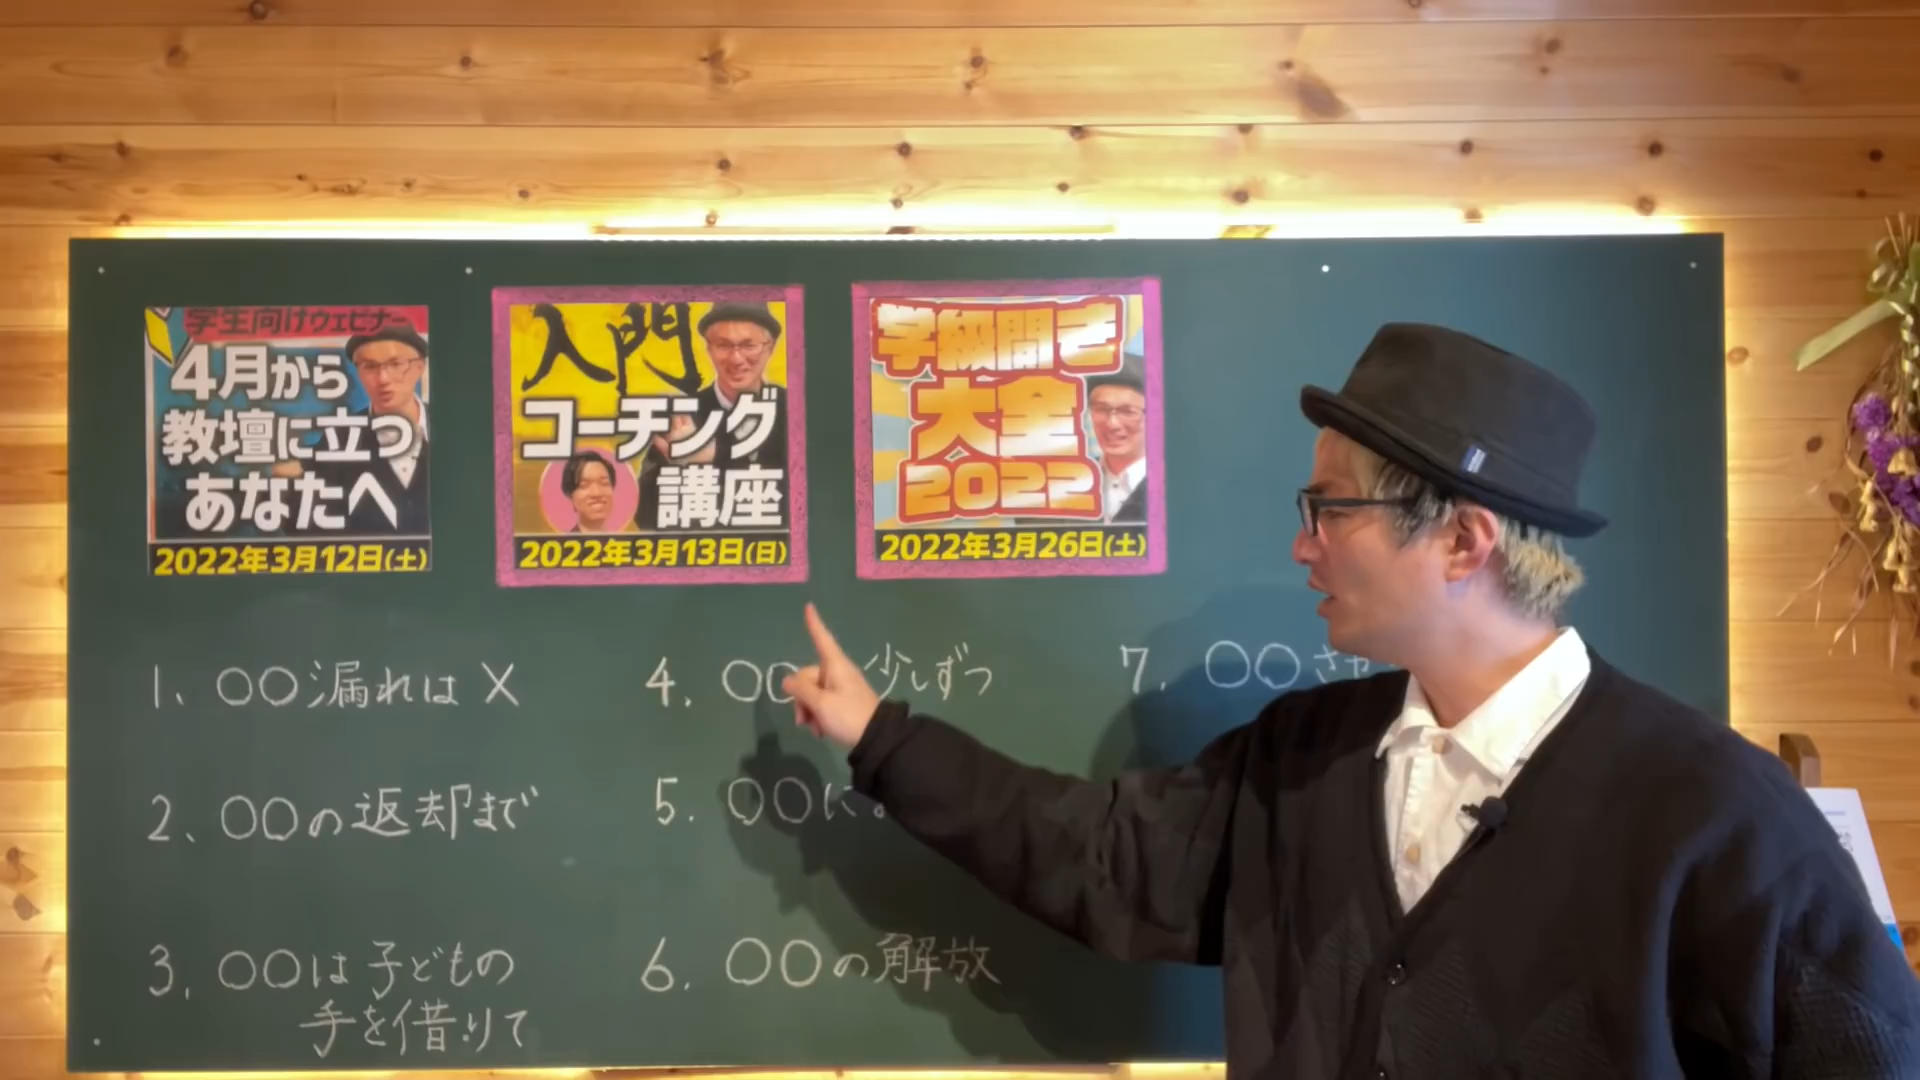 学生向けウェビナー
4月から
教壇に立つ
あなたへ
2022年3月12日(土)
入門
コーチング
講座
2022年3月13日(日)
学級開き
大全
2022
2022年3月26日(土)
1、〇〇漏れは×
2、〇〇の返却まで
3、〇〇は子どもの
手を借りて
4、〇〇 少しずつ
5. 〇〇に
6. 〇〇の解放
7. 〇〇さ